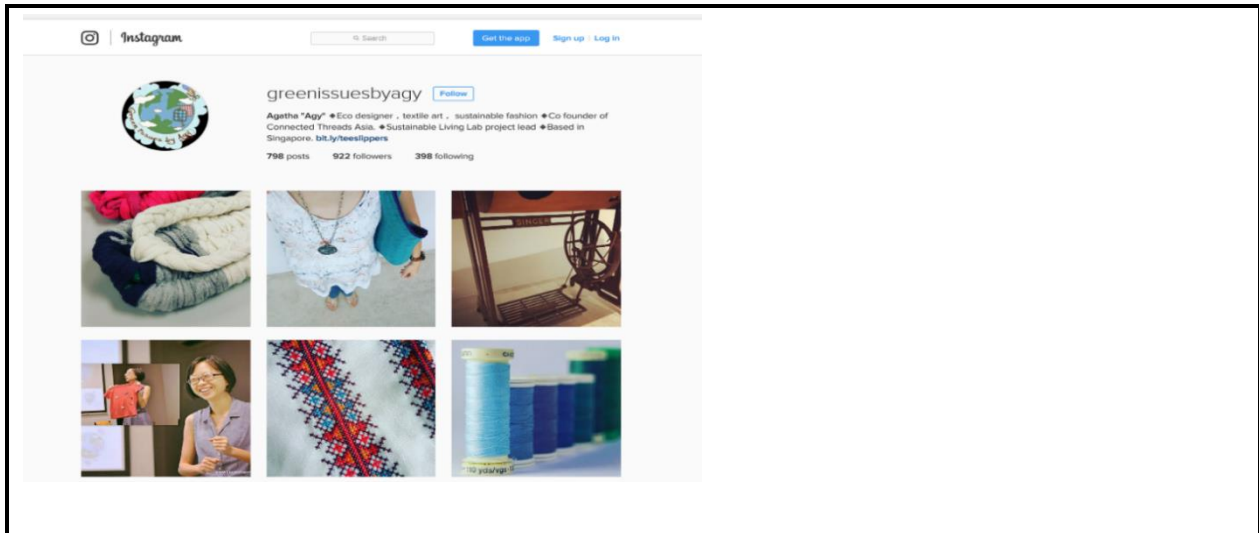 Instagram
Search
Get the app
Sign up | Log in
greenissuesbyagy Follow
Agatha "Agy" ◆Eco designer , textile art , sustainable fashion ◆Co founder of
Connected Threads Asia. ◆Sustainable Living Lab project lead ◆Based in
Singapore. bit.ly/teeslippers
798 posts 922 followers 398 following
SINGER